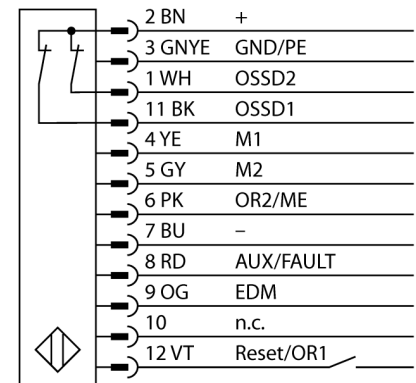 2 BN +
3 GNYE GND/PE
1 WH OSSD2
11 BK OSSD1
4 YE M1
5 GY M2
6 PK OR2/ME
7 BU –
8 RD AUX/FAULT
9 OG EDM
10 n.c.
12 VT Reset/OR1